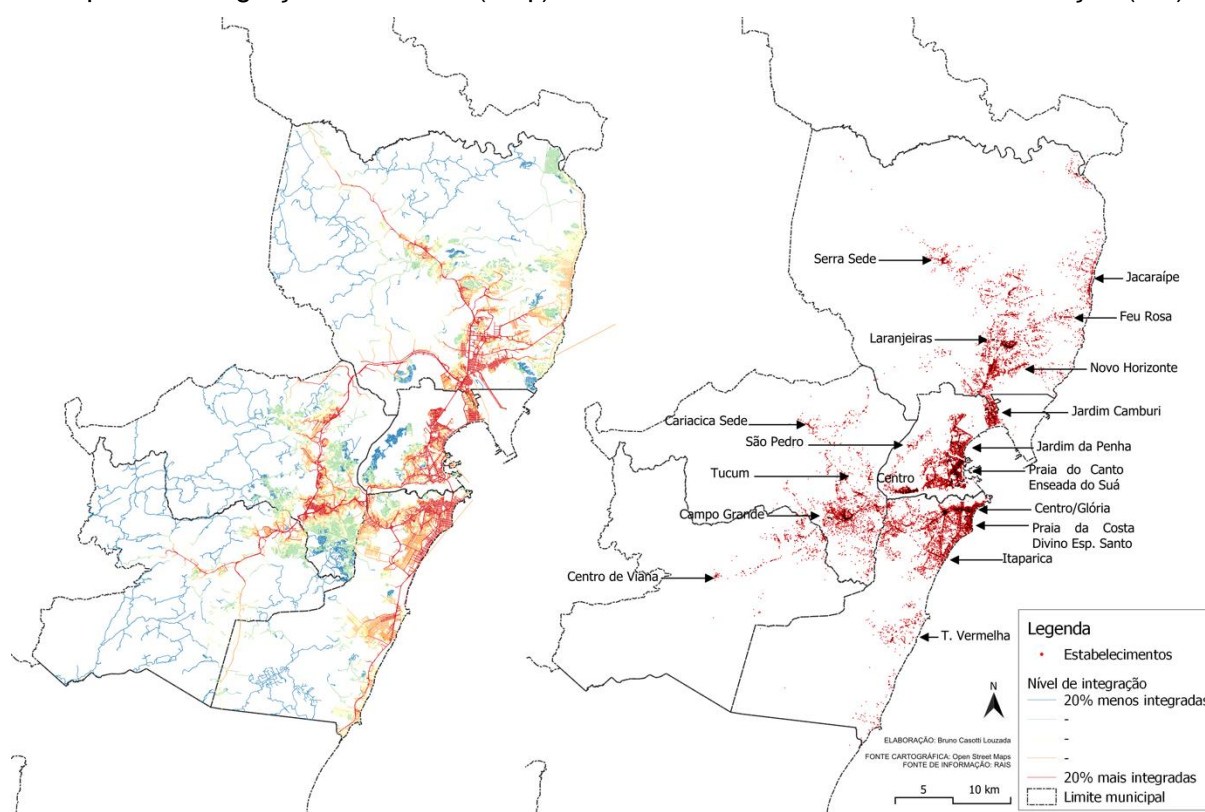 Serra Sede
Jacaraípe
Feu Rosa
Laranjeiras
Novo Horizonte
Jardim Camburi
Cariacica Sede
São Pedro
Jardim da Penha
Tucum
Praia do Canto
Enseada do Suá
Centro
Campo Grande
Centro/Glória
Praia da Costa
Divino Esp. Santo
Itaparica
Centro de Viana
T. Vermelha
Legenda
Estabelecimentos
Nível de integração
20% menos integradas
-
-
-
20% mais integradas
Limite municipal
N
ELABORAÇÃO: Bruno Casotti Louzada
FONTE CARTOGRÁFICA: Open Street Maps
FONTE DE INFORMAÇÃO: RAIS
5 10 km